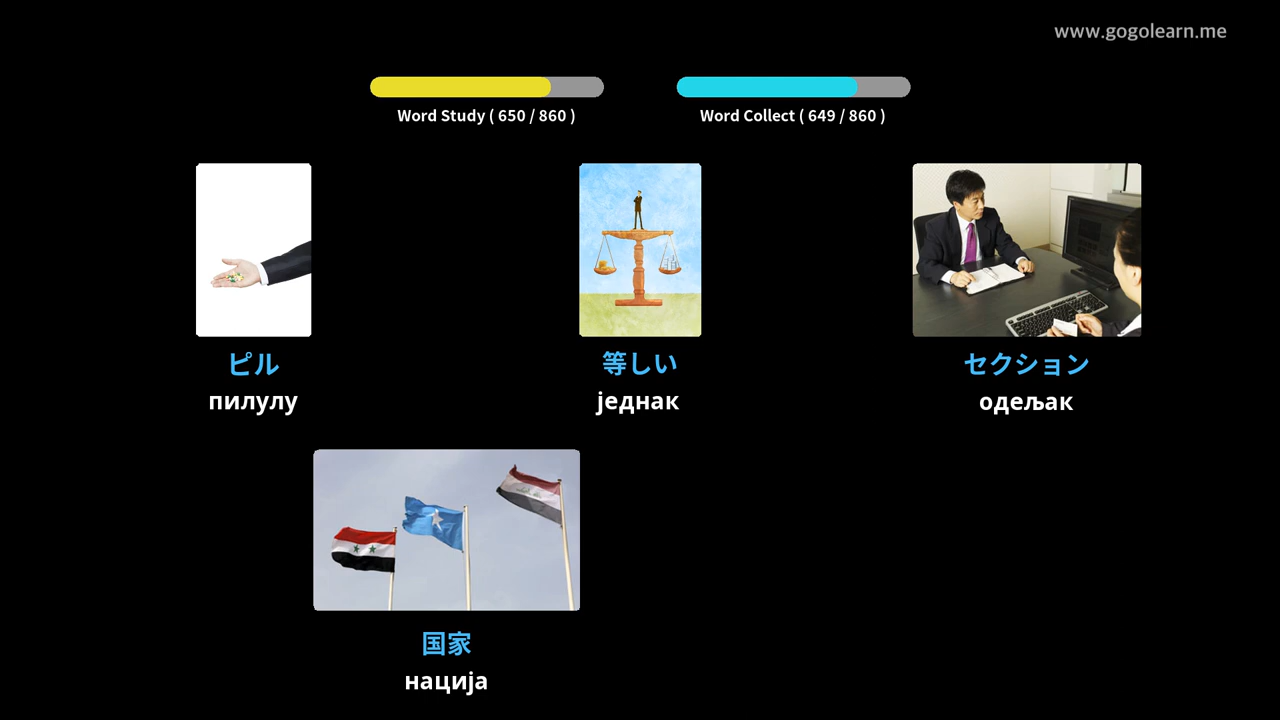 www.gogolearn.me
Word Study ( 650 / 860 )
Word Collect ( 649 / 860 )
ピル
пилулу
等しい
једнак
セクション
одељак
国家
нација